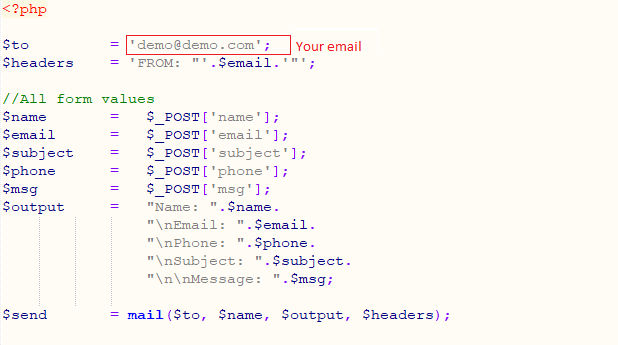 <?php
$to = 'demo@demo.com'; Your email
$headers = 'FROM: "'.$email.'"';
//All form values
$name = $_POST['name'];
$email = $_POST['email'];
$subject = $_POST['subject'];
$phone = $_POST['phone'];
$msg = $_POST['msg'];
$output = "Name: ".$name.
"\nEmail: ".$email.
"\nPhone: ".$phone.
"\nSubject: ".$subject.
"\n\nMessage: ".$msg;
$send = mail($to, $name, $output, $headers);